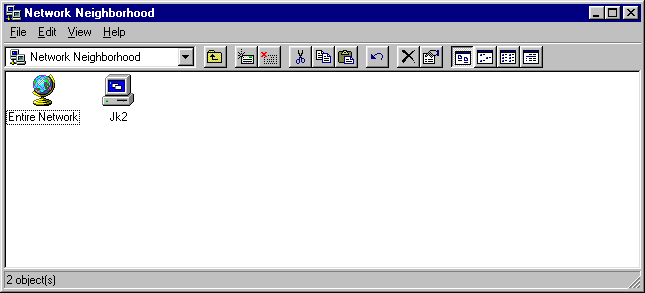 Network Neighborhood
File Edit View Help
Network Neighborhood
Entire Network Jk2
2 object(s)